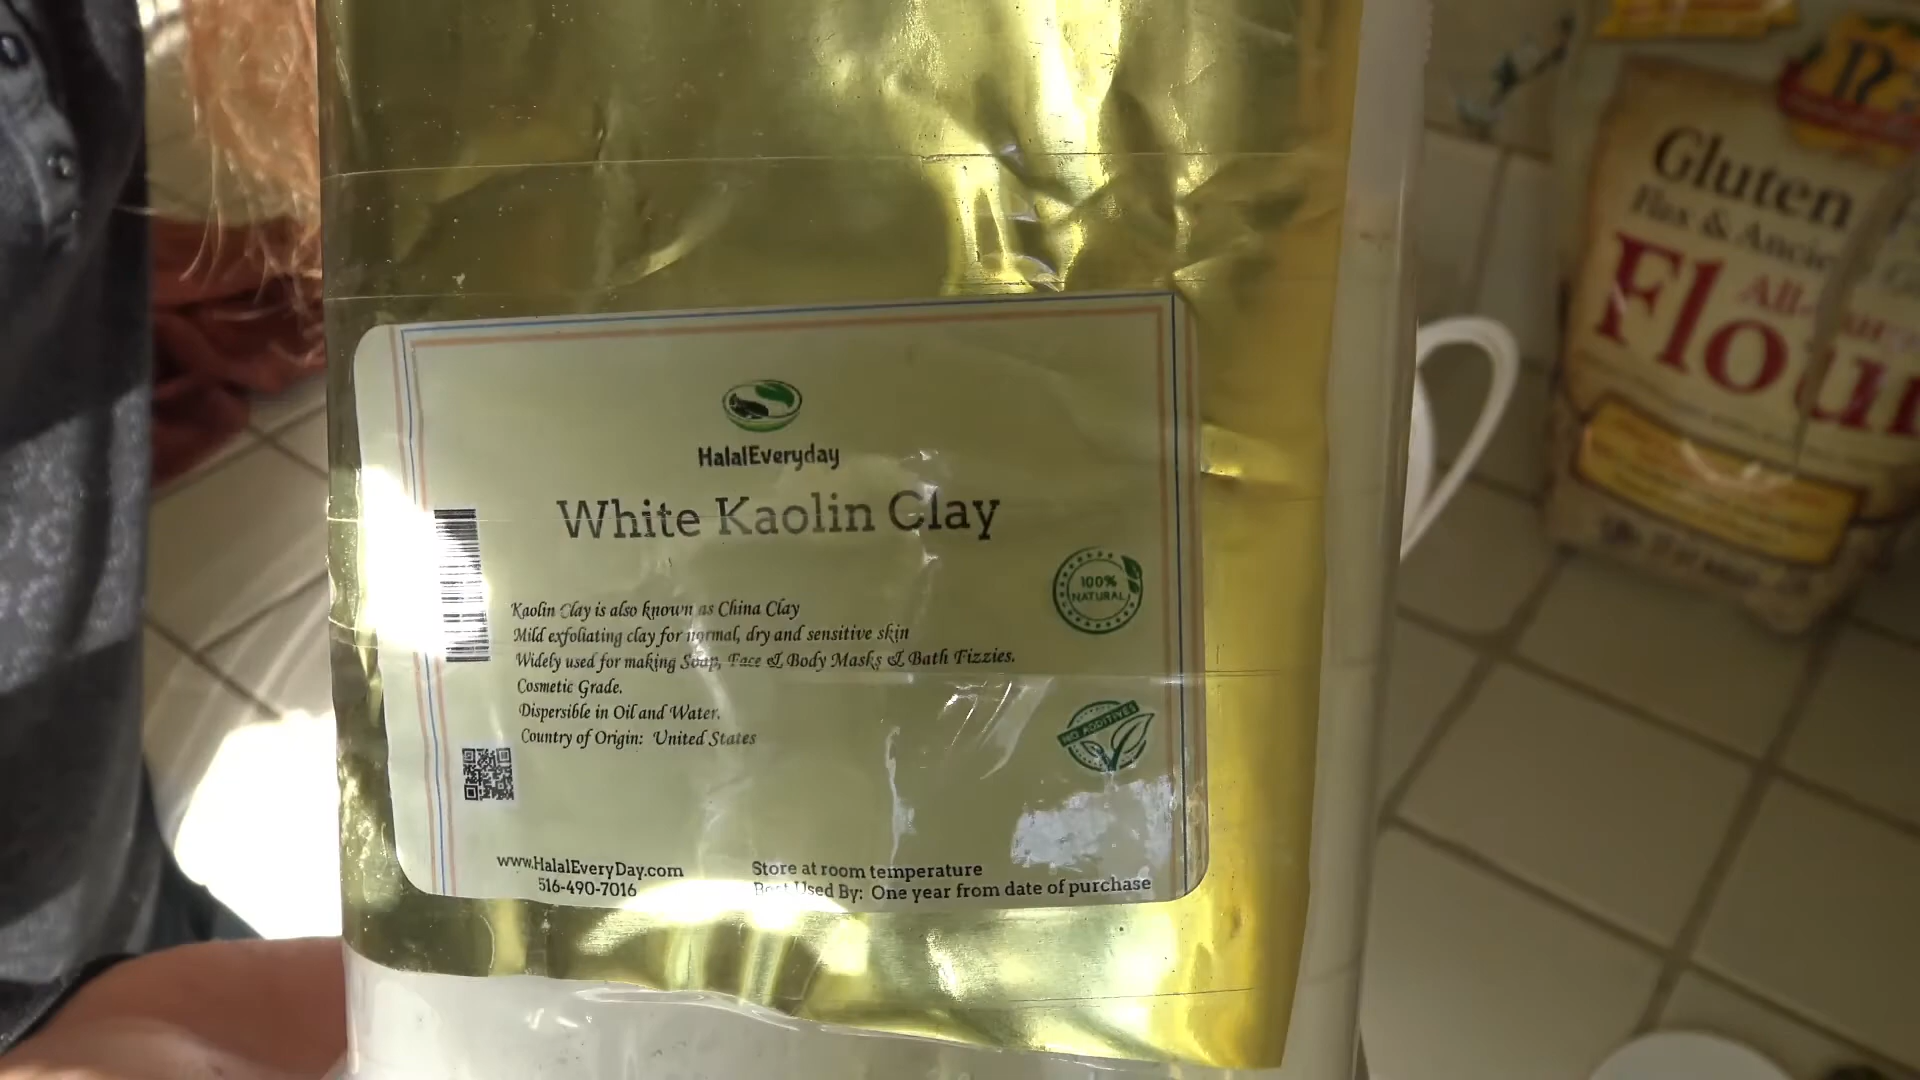 HalalEveryday
White Kaolin Clay
Kaolin Clay is also known as China Clay
Mild exfoliating clay for normal, dry and sensitive skin
Widely used for making Soap, Face & Body Masks & Bath Fizzies.
Cosmetic Grade.
Dispersible in Oil and Water.
Country of Origin: United States
100%
NATURAL
NO ADDITIVES
www.HalalEveryDay.com
516-490-7016
Store at room temperature
Best Used By: One year from date of purchase
Gluten
Flax & Ancie
All-
Flour